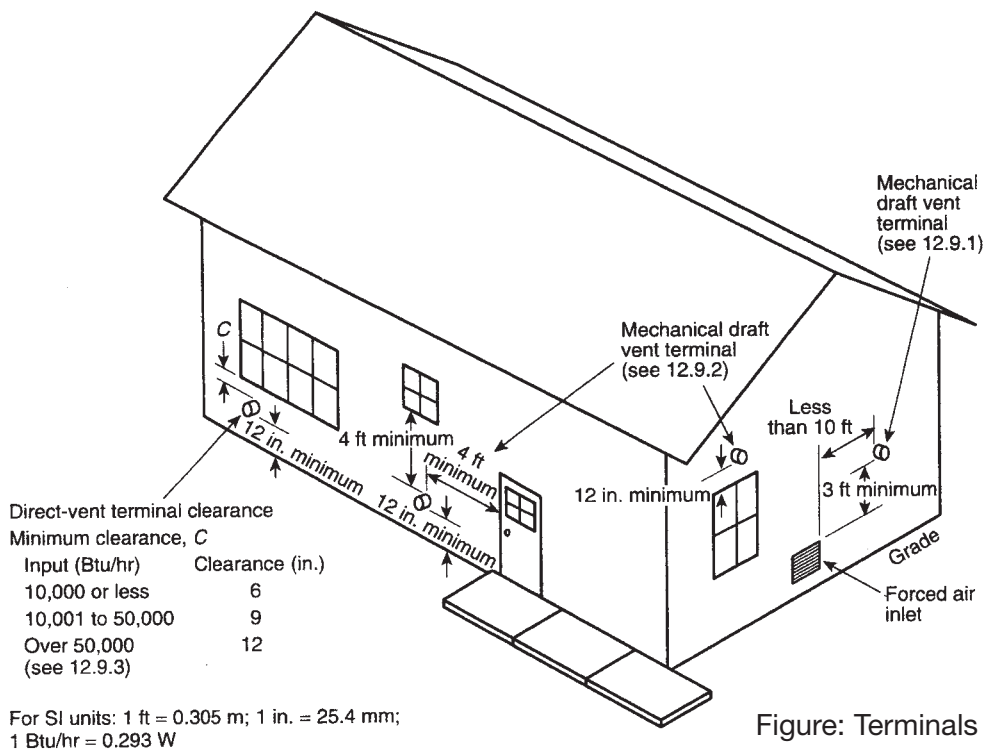 Mechanical
draft vent
terminal
(see 12.9.1)
Mechanical draft
vent terminal
(see 12.9.2)
C
Less
than 10 ft
4 ft minimum
4 ft
minimum
12 in. minimum
12 in. minimum
12 in. minimum
3 ft minimum
Grade
Forced air
inlet
Direct-vent terminal clearance
Minimum clearance, C
Input (Btu/hr) Clearance (in.)
10,000 or less 6
10,001 to 50,000 9
Over 50,000 12
(see 12.9.3)
For SI units: 1 ft = 0.305 m; 1 in. = 25.4 mm;
1 Btu/hr = 0.293 W
Figure: Terminals